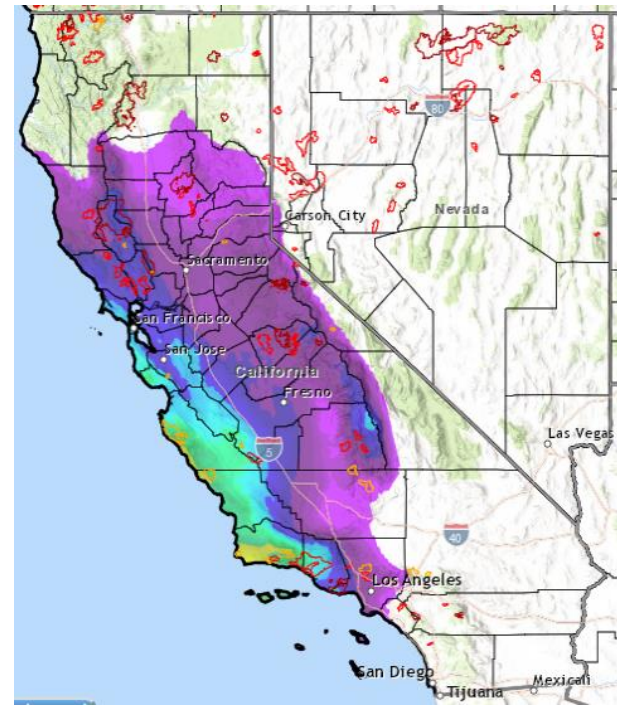 80
Carson City
Nevada
Sacramento
San Francisco
San Jose
California
Fresno
Las Vegas
5
40
Los Angeles
San Diego
Mexicali
Tijuana